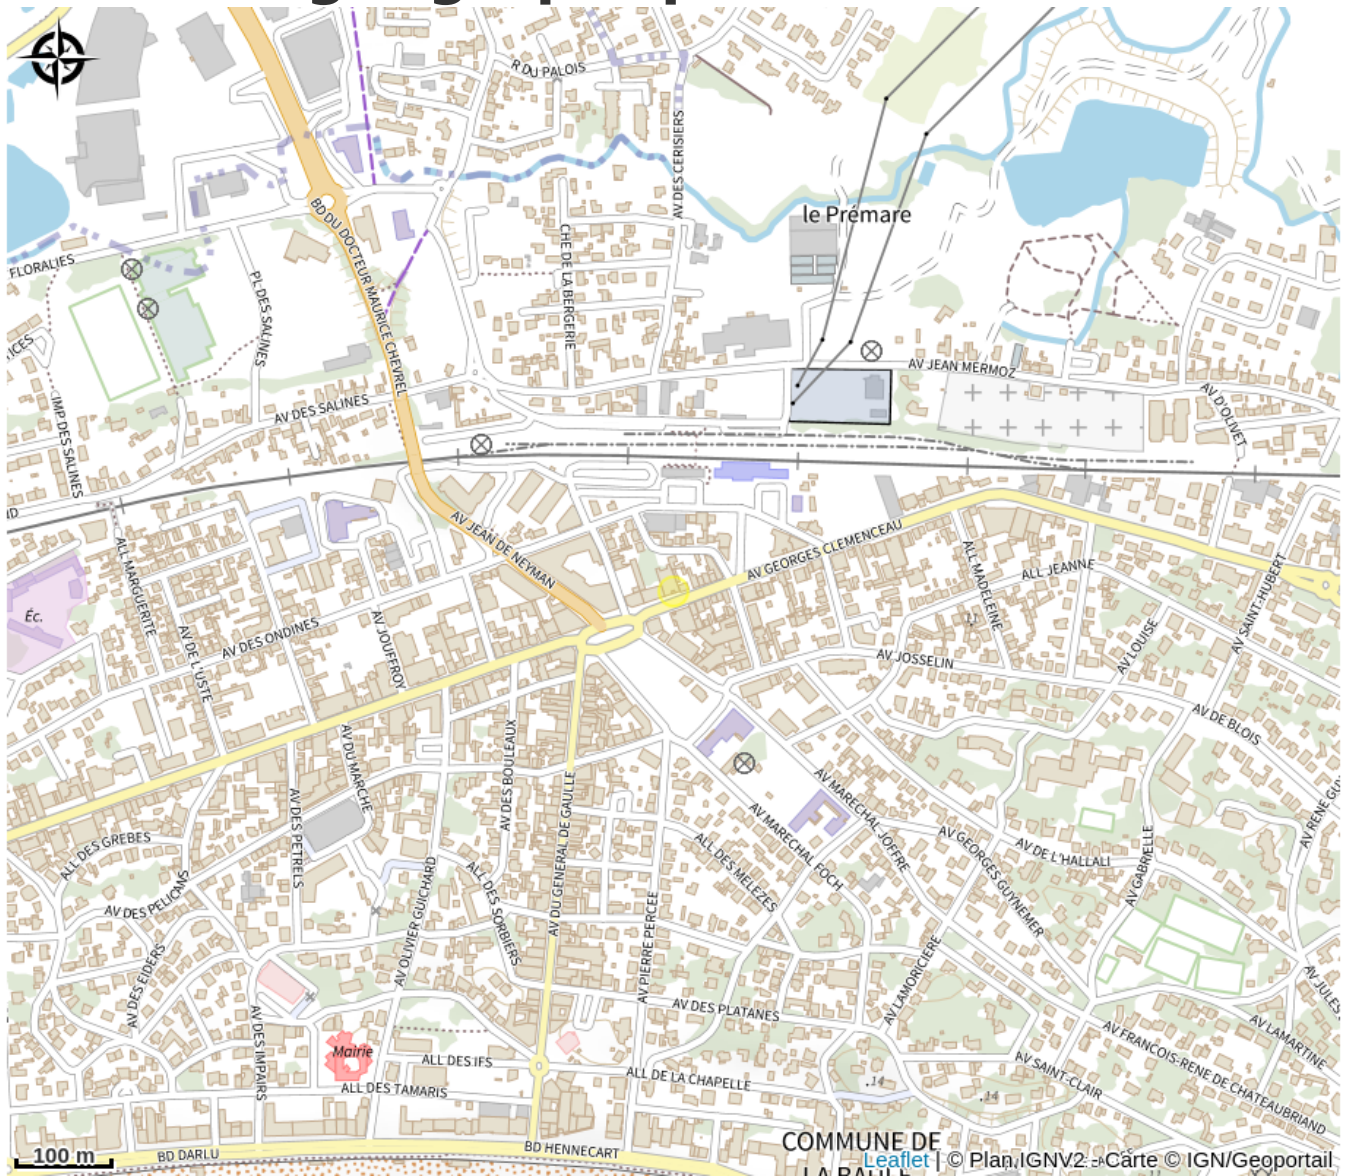 R DU PALOIS
AV DES CERISIERS
le Prémare
BD DU DOCTEUR MAURICE CHEVREL
CHE DE LA BERGERIE
FLORALIES
PL DES SALINES
AV JEAN MERMOZ
AV DES SALINES
IMP DES SALINES
AV D'OLIVET
AV JEAN DE NEYMAN
AV GEORGES CLEMENCEAU
ALL MARGUERITE
ALL MADELEINE
ALL JEANNE
AV SAINT-HUBERT
Éc.
AV DE L'USTE
AV DES ONDINES
AV JOUFFROY
11
AV JOSSELIN
AV LOUISE
AV DE BLOIS
AV DU MARCHE
AV DES BOULEAUX
AV DES PETRELS
AV DU GENERAL DE GAULLE
AV MARECHAL JOFFRE
AV MARECHAL FOCH
ALL DES MELEZES
AV GEORGES GUYNEMER
AV DE L'HALLALI
AV GABRIELLE
AV RENE GU
ALL DES GREBES
AV DES PELICANS
AV OLIVIER GUICHARD
ALL DES SORBIERS
AV DES EIDERS
AV PIERRE PERCEE
AV LAMORICIERE
AV DES PLATANES
AV JULES
AV LAMARTINE
AV FRANCOIS-RENE DE CHATEAUBRIAND
AV SAINT-CLAIR
AV DES IMPAIRS
Mairie
ALL DES IFS
ALL DES TAMARIS
ALL DE LA CHAPELLE
.14
.14
COMMUNE DE
BD HENNECART
BD DARLU
100 m
Leaflet | © Plan IGNV2 - Carte © IGN/Geoportail